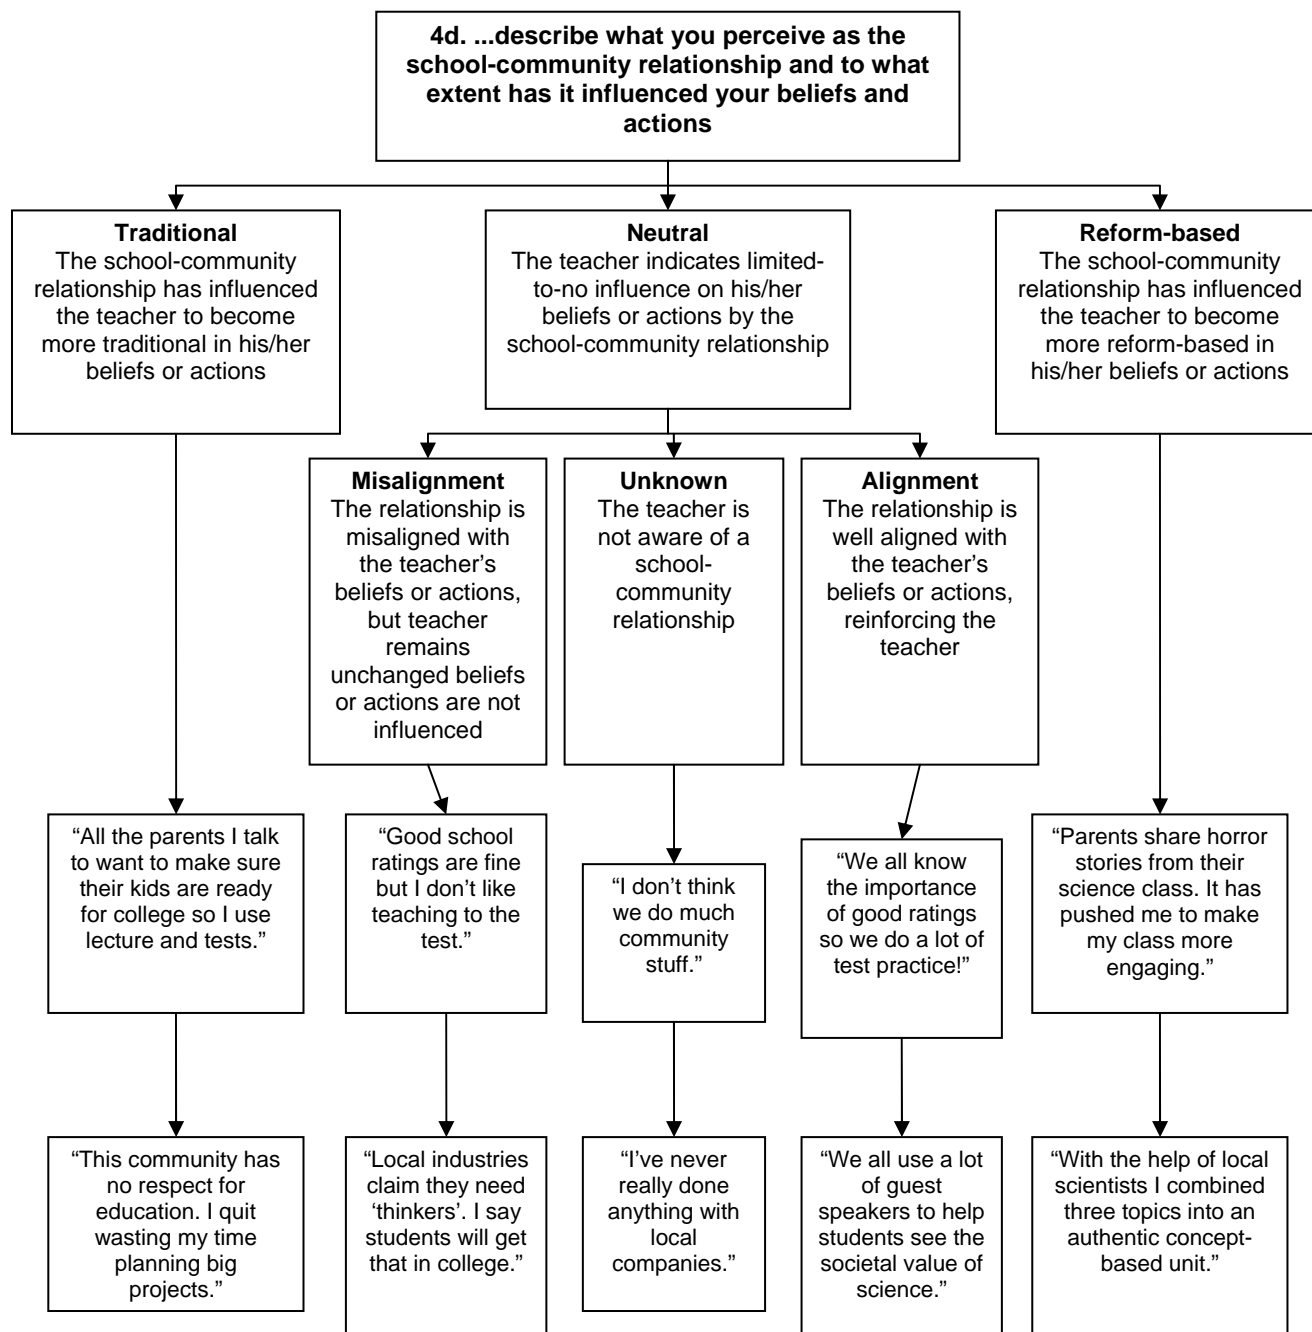 4d. ...describe what you perceive as the
school-community relationship and to what
extent has it influenced your beliefs and
actions
Traditional
The school-community
relationship has influenced
the teacher to become
more traditional in his/her
beliefs or actions
Neutral
The teacher indicates limited-
to-no influence on his/her
beliefs or actions by the
school-community relationship
Reform-based
The school-community
relationship has influenced
the teacher to become
more reform-based in
his/her beliefs or actions
Misalignment
The relationship is
misaligned with
the teacher’s
beliefs or actions,
but teacher
remains
unchanged beliefs
or actions are not
influenced
Unknown
The teacher is
not aware of a
school-
community
relationship
Alignment
The relationship is
well aligned with
the teacher’s
beliefs or actions,
reinforcing the
teacher
“All the parents I talk
to want to make sure
their kids are ready
for college so I use
lecture and tests.”
“Good school
ratings are fine
but I don’t like
teaching to the
test.”
“I don’t think
we do much
community
stuff.”
“We all know
the importance
of good ratings
so we do a lot of
test practice!”
“Parents share horror
stories from their
science class. It has
pushed me to make
my class more
engaging.”
“This community has
no respect for
education. I quit
wasting my time
planning big
projects.”
“Local industries
claim they need
‘thinkers’. I say
students will get
that in college.”
“I’ve never
really done
anything with
local
companies.”
“We all use a lot
of guest
speakers to help
students see the
societal value of
science.”
“With the help of local
scientists I combined
three topics into an
authentic concept-
based unit.”